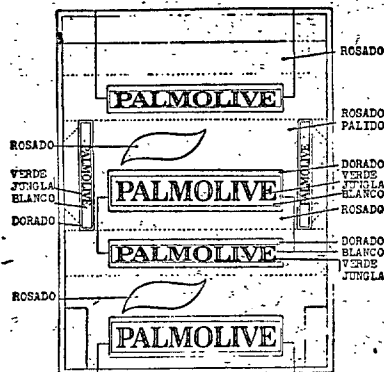 ROSADO
PALMOLIVE
ROSADO
PALIDO
ROSADO
PALMOLIVE
PALMOLIVE
DORADO
VERDE
JUNGLA
BLANCO
ROSADO
VERDE
JUNGLA
BLANCO
DORADO
PALMOLIVE
PALMOLIVE
DORADO
BLANCO
VERDE
JUNGLA
ROSADO
PALMOLIVE